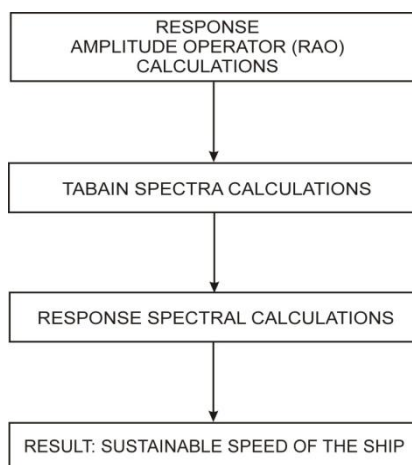 RESPONSE
AMPLITUDE OPERATOR (RAO)
CALCULATIONS
TABAIN SPECTRA CALCULATIONS
RESPONSE SPECTRAL CALCULATIONS
RESULT: SUSTAINABLE SPEED OF THE SHIP